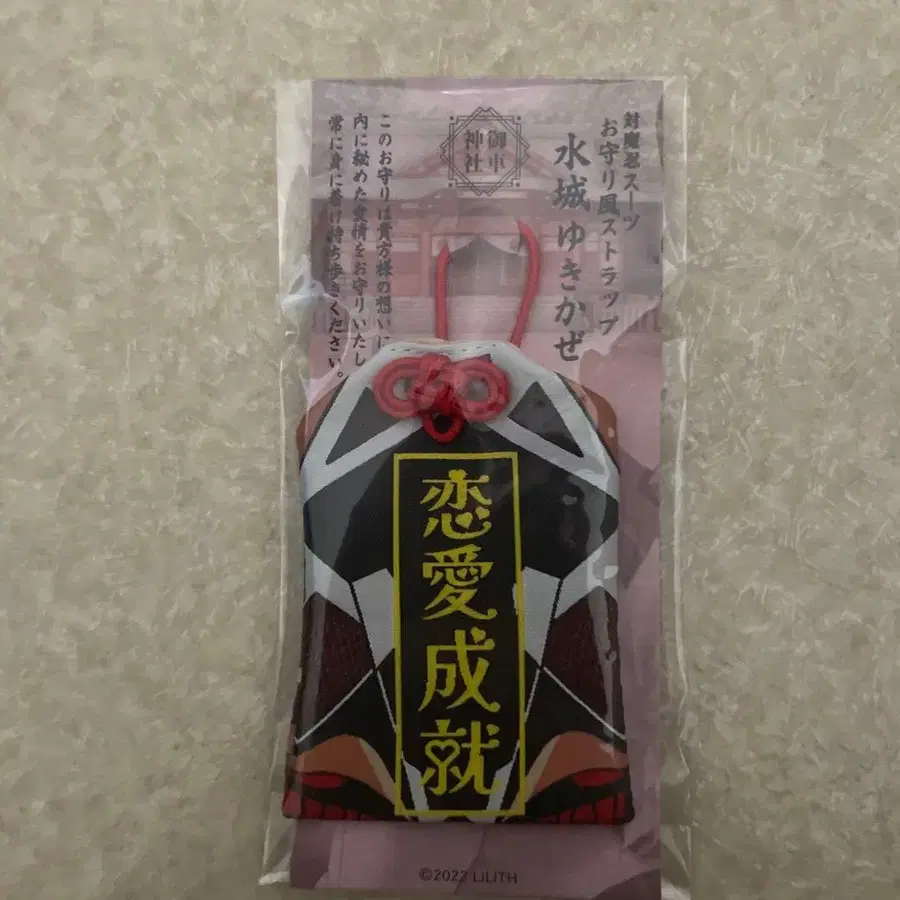 対魔忍スーツ
お守り風ストラップ
水城ゆきかぜ
御車
神社
このお守りは貴方様の想いに
内に秘めた愛情をお守りいたし
常に身に着け持ち歩きください。
恋愛成就
©2022 LILITH